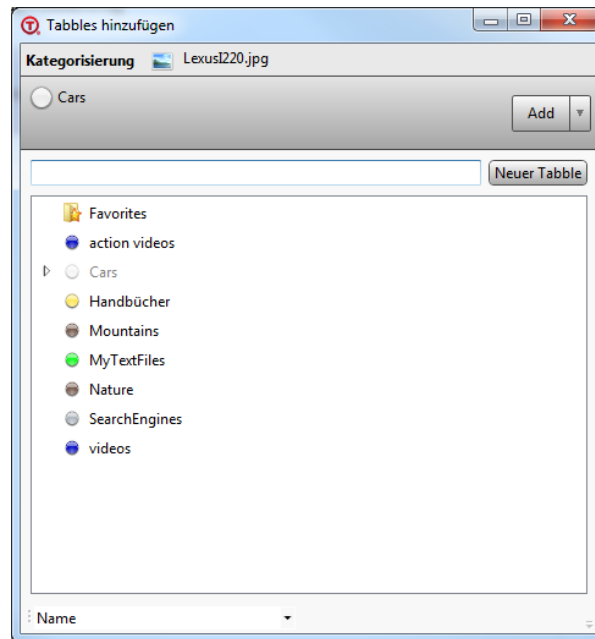 Tabbles hinzufügen
Kategorisierung LexusI220.jpg
Cars
Add
Neuer Tabble
Favorites
action videos
Cars
Handbücher
Mountains
MyTextFiles
Nature
SearchEngines
videos
Name